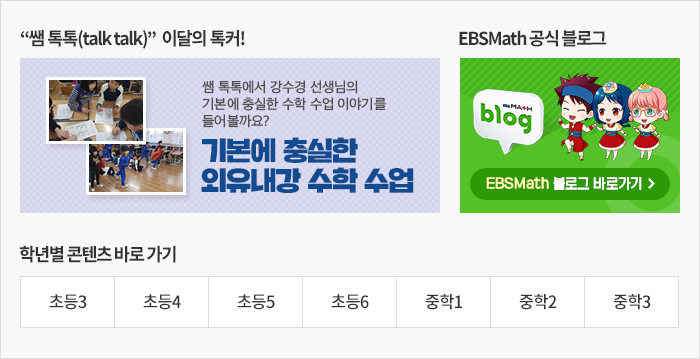 “쌤 톡톡(talk talk)” 이달의 톡커!
쌤 톡톡에서 강수경 선생님의
기본에 충실한 수학 수업 이야기를
들어볼까요?
기본에 충실한
외유내강 수학 수업
EBSMath 공식 블로그
EBS MATH
blog
EBSMath 블로그 바로가기 >
학년별 콘텐츠 바로 가기
초등3 초등4 초등5 초등6 중학1 중학2 중학3